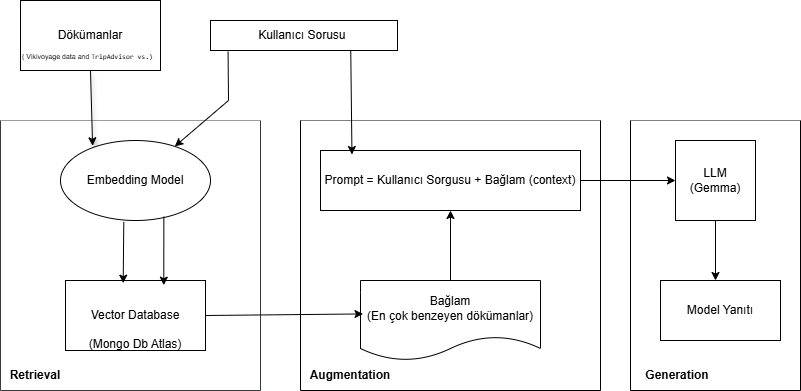 Dökümanlar
( Vikivoyage data and TripAdvisor vs.)
Kullanıcı Sorusu
Embedding Model
Prompt = Kullanıcı Sorgusu + Bağlam (context)
LLM
(Gemma)
Vector Database
(Mongo Db Atlas)
Bağlam
(En çok benzeyen dökümanlar)
Model Yanıtı
Retrieval
Augmentation
Generation